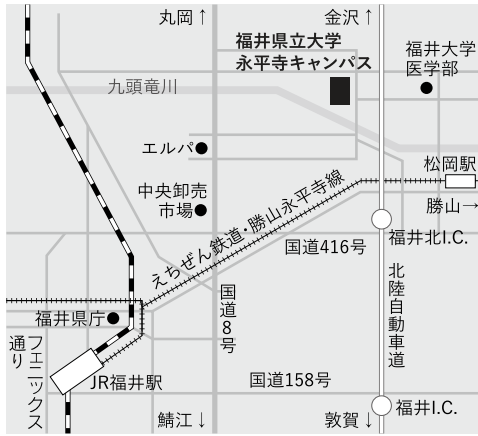 丸岡↑
金沢↑
福井県立大学
永平寺キャンパス
福井大学
医学部
九頭竜川
エルパ
松岡駅
中央卸売
市場
えちぜん鉄道・勝山永平寺線
勝山→
福井北I.C.
国道416号
北陸自動車道
国道8号
福井県庁
フェニックス
通り
JR福井駅
国道158号
福井I.C.
鯖江↓
敦賀↓